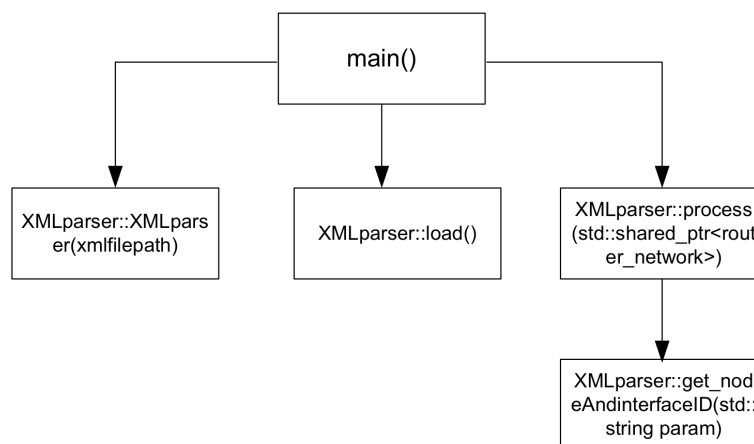 main()
XMLparser::XMLpars
er(xmlfilepath)
XMLparser::load()
XMLparser::process
(std::shared_ptr<rout
er_network>)
XMLparser::get_nod
eAndinterfaceID(std::
string param)